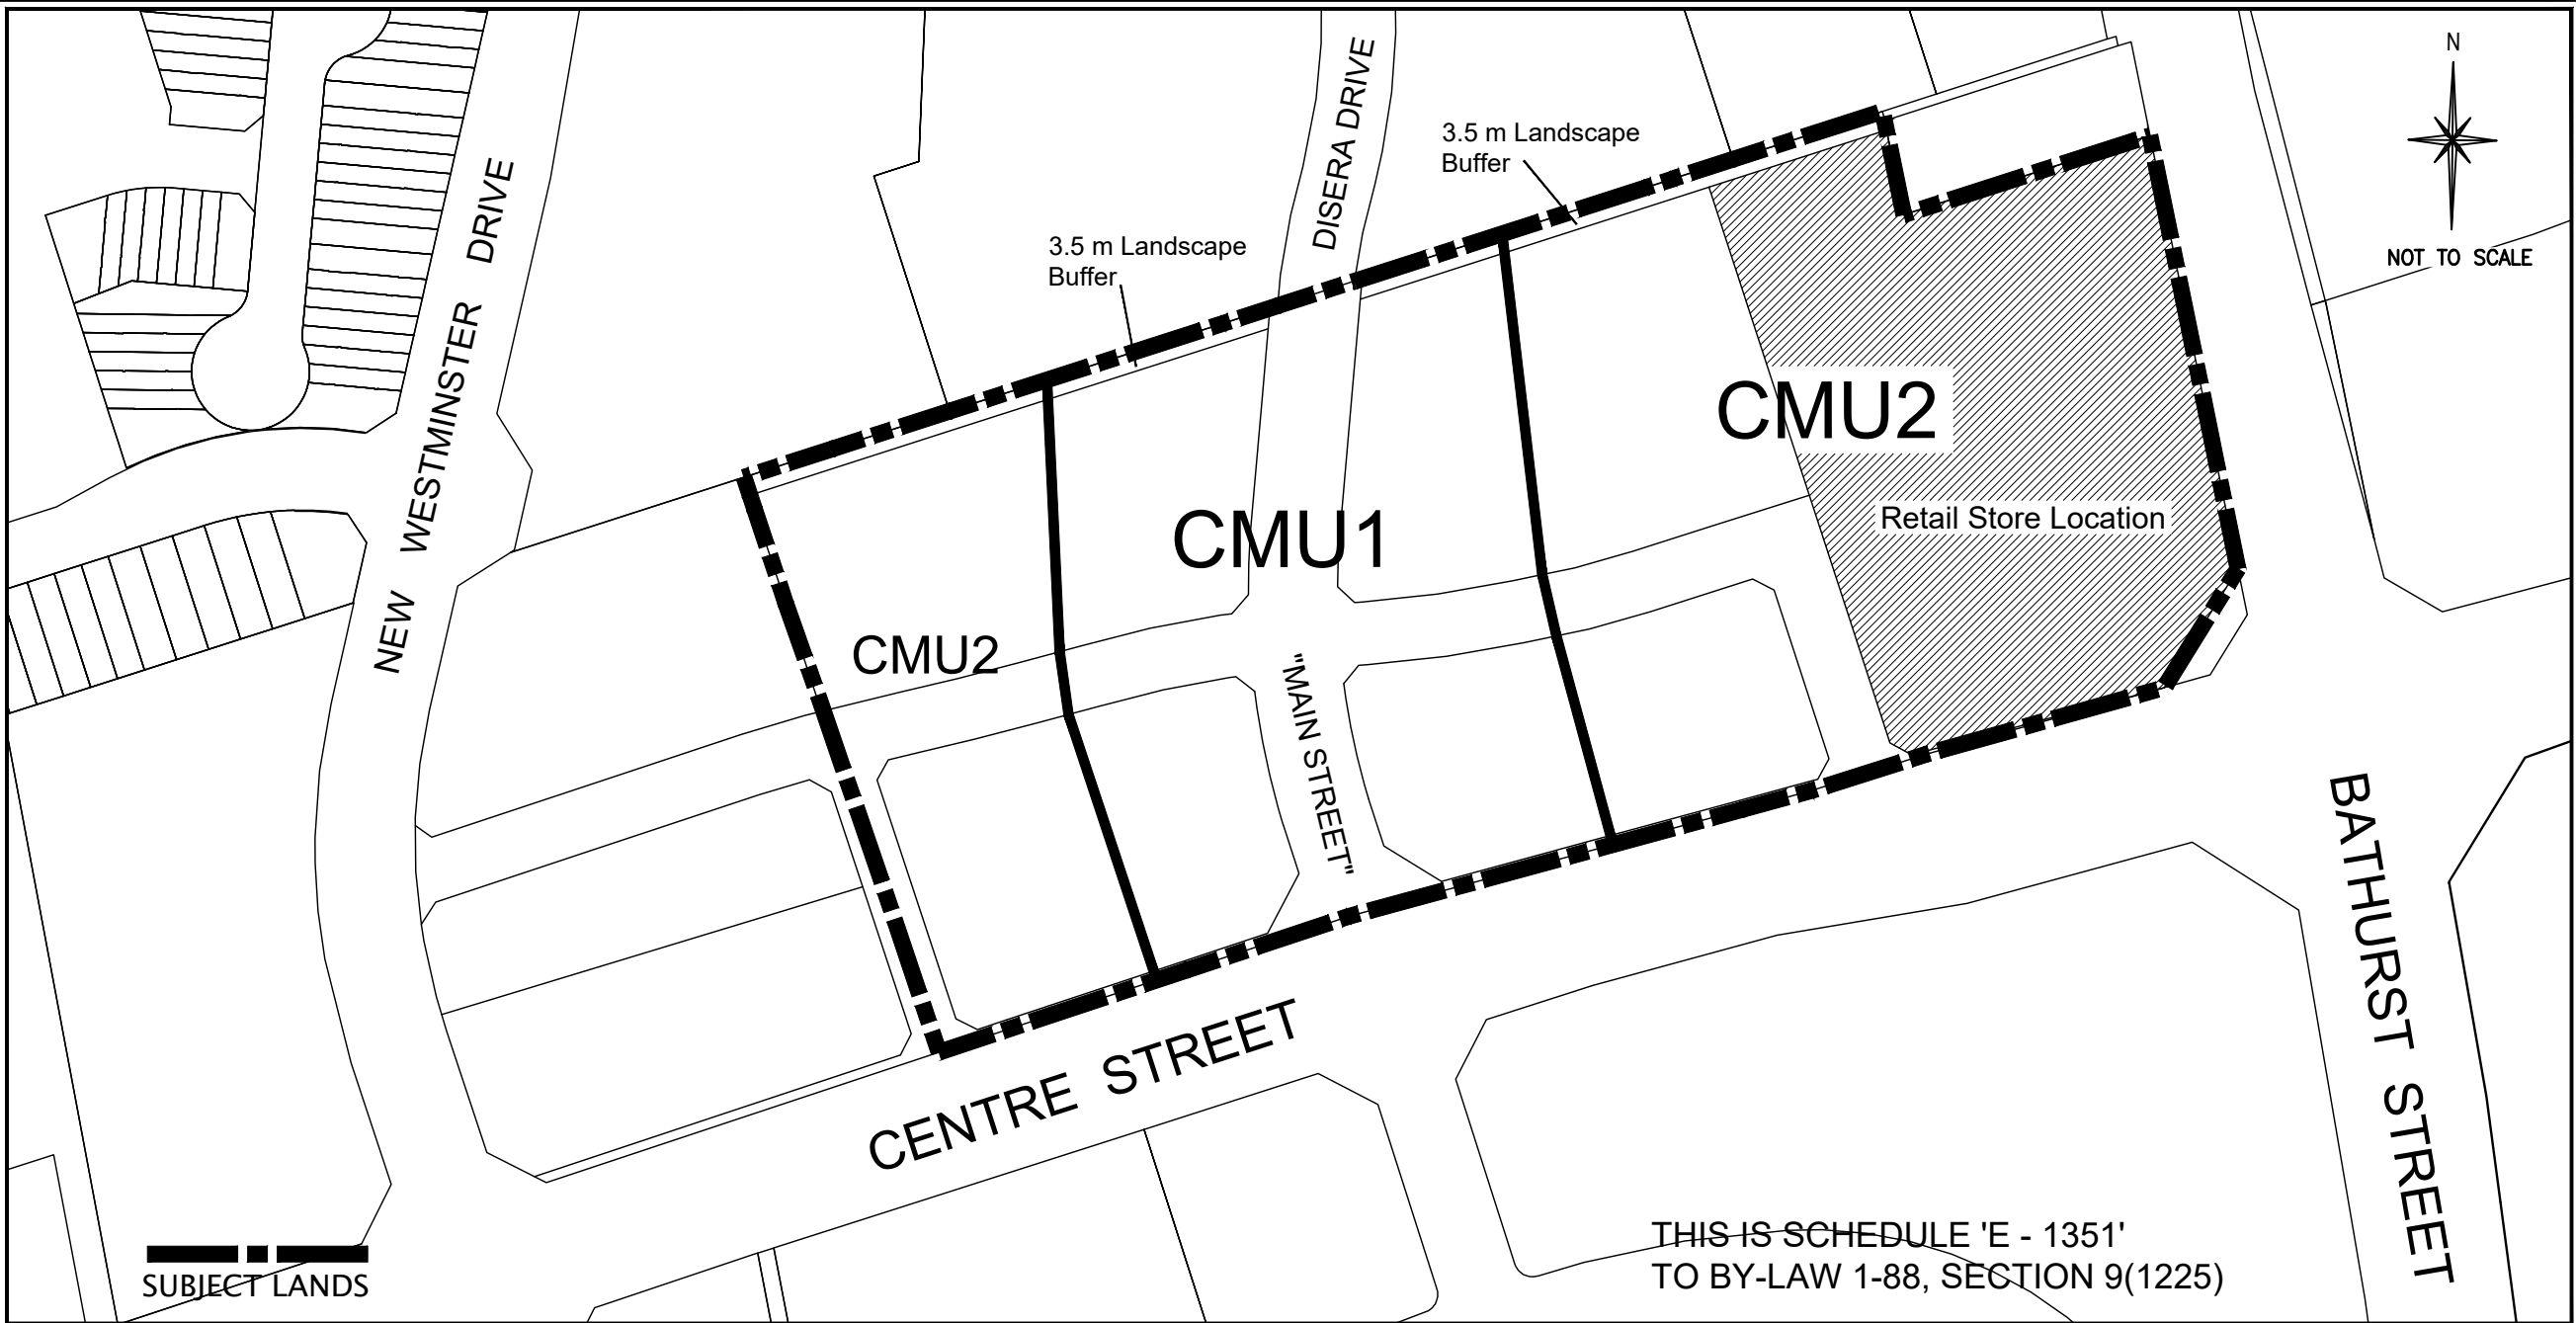 N
NOT TO SCALE
3.5 m Landscape
Buffer
3.5 m Landscape
Buffer
DISERA DRIVE
NEW WESTMINSTER DRIVE
CMU2
CMU1
Retail Store Location
CMU2
"MAIN STREET"
BATHURST STREET
CENTRE STREET
SUBJECT LANDS
THIS IS SCHEDULE 'E - 1351'
TO BY-LAW 1-88, SECTION 9(1225)